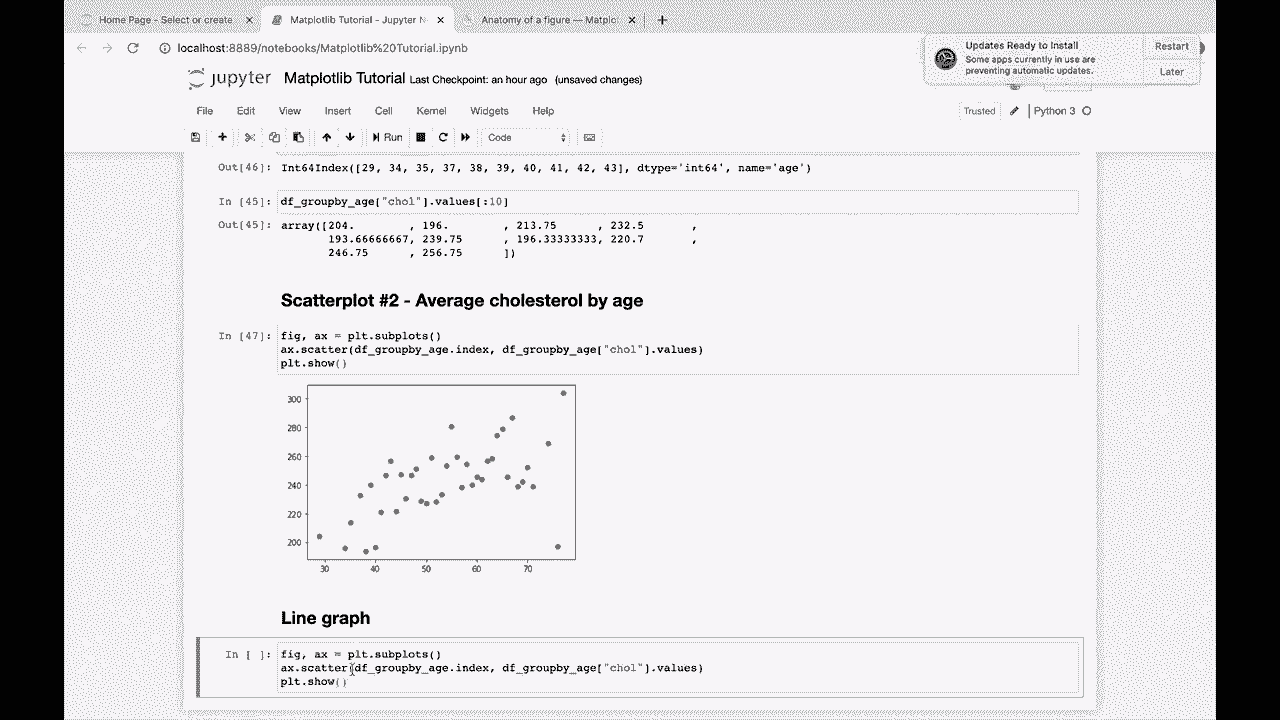 Home Page - Select or create
Matplotlib Tutorial - Jupyter N
Anatomy of a figure — Matplot
localhost:8889/notebooks/Matplotlib%20Tutorial.ipynb
Updates Ready to Install
Some apps currently in use are
preventing automatic updates.
Restart
Later
jupyter Matplotlib Tutorial Last Checkpoint: an hour ago (unsaved changes)
File Edit View Insert Cell Kernel Widgets Help
Trusted Python 3
Run Code
Out[46]: Int64Index([29, 34, 35, 37, 38, 39, 40, 41, 42, 43], dtype='int64', name='age')
In [45]: df_groupby_age["chol"].values[:10]
Out[45]: array([204. , 196. , 213.75 , 232.5 ,
193.66666667, 239.75 , 196.33333333, 220.7 ,
246.75 , 256.75 ])
Scatterplot #2 - Average cholesterol by age
In [47]: fig, ax = plt.subplots()
ax.scatter(df_groupby_age.index, df_groupby_age["chol"].values)
plt.show()
300
280
260
240
220
200
30 40 50 60 70
Line graph
In [ ]: fig, ax = plt.subplots()
ax.scatter(df_groupby_age.index, df_groupby_age["chol"].values)
plt.show()